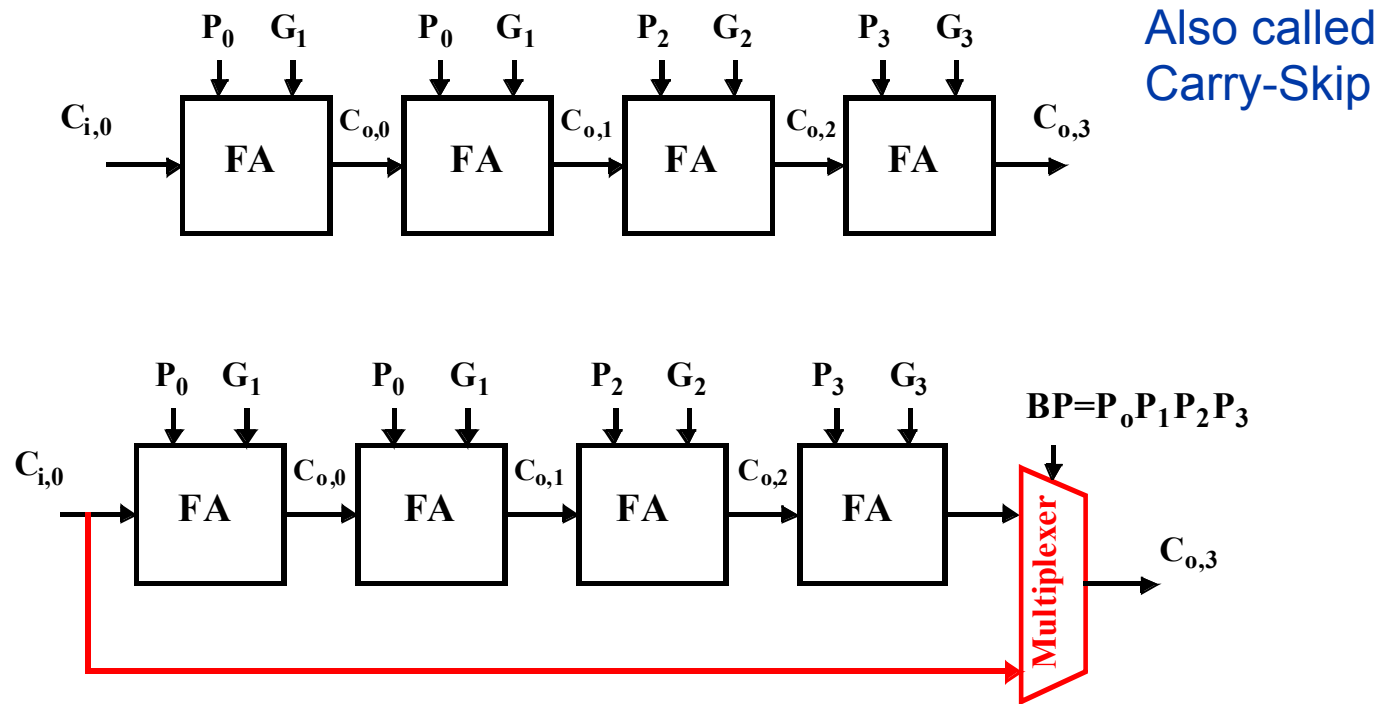 Also called
Carry-Skip
P0 G1 P0 G1 P2 G2 P3 G3
Ci,0 Co,0 Co,1 Co,2 Co,3
FA FA FA FA
P0 G1 P0 G1 P2 G2 P3 G3
BP=PoP1P2P3
Ci,0 Co,0 Co,1 Co,2
FA FA FA FA
Multiplexer
Co,3